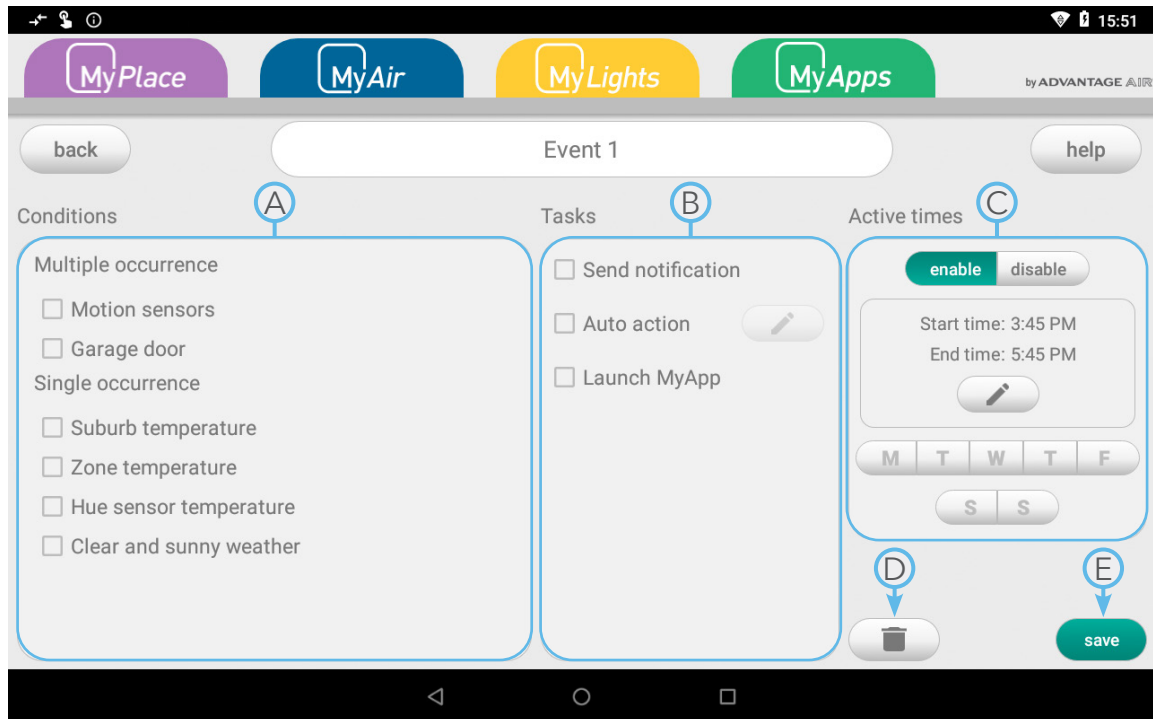 15:51
MyPlace
MyAir
MyLights
MyApps
by ADVANTAGE AIR
back
Event 1
help
Conditions
A
Tasks
B
Active times
C
Multiple occurrence
Motion sensors
Garage door
Single occurrence
Suburb temperature
Zone temperature
Hue sensor temperature
Clear and sunny weather
Send notification
Auto action
Launch MyApp
enable disable
Start time: 3:45 PM
End time: 5:45 PM
M T W T F
S S
D
E
save